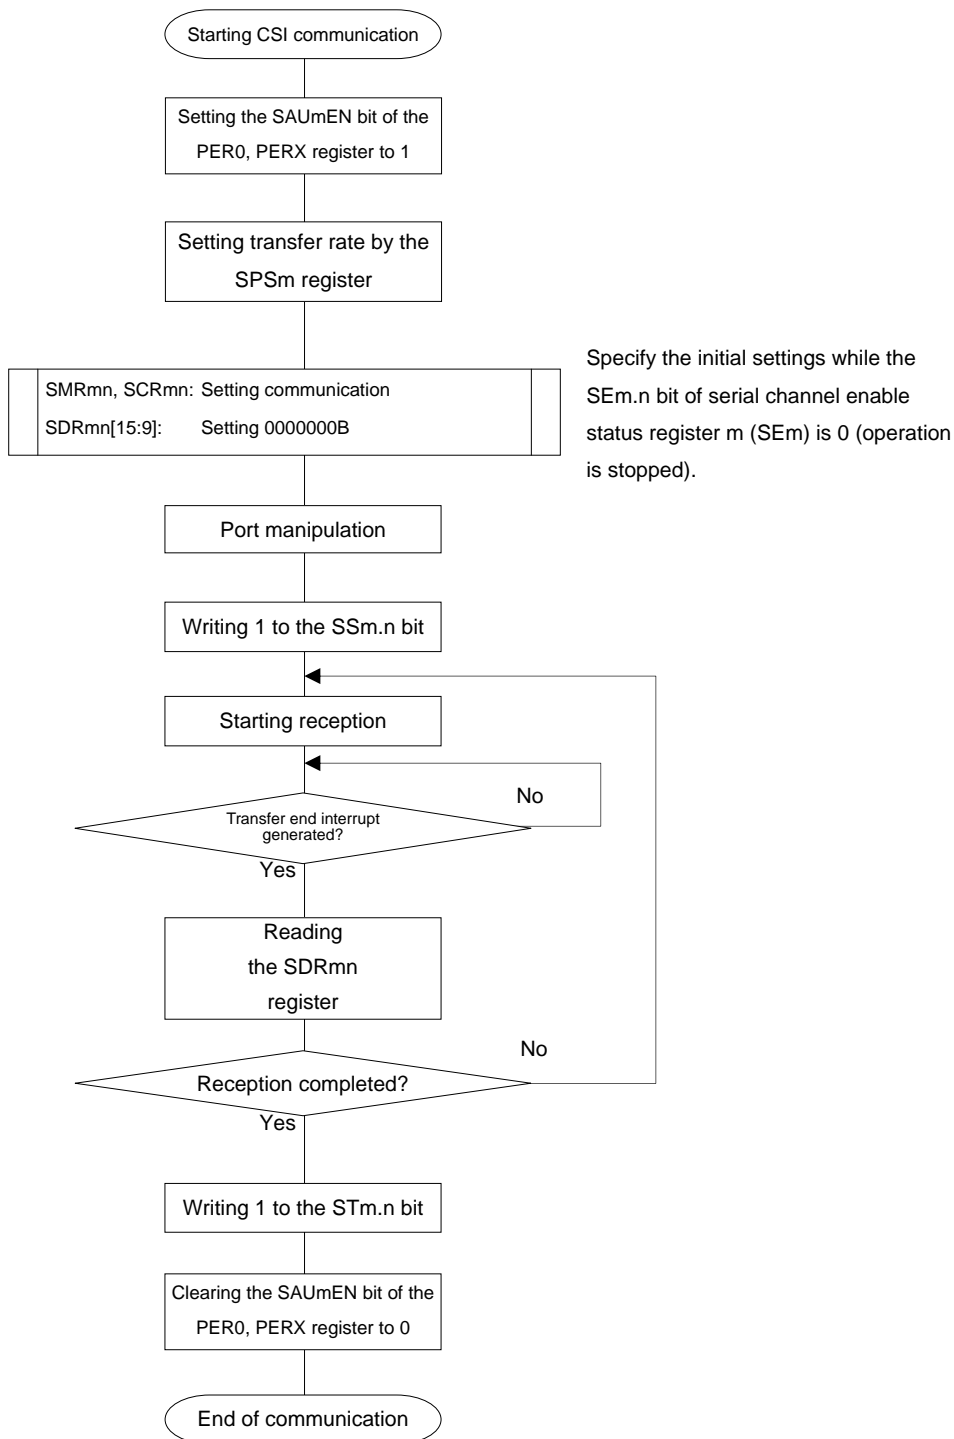 Starting CSI communication
Setting the SAUmEN bit of the
PER0, PERX register to 1
Setting transfer rate by the
SPSm register
SMRmn, SCRmn: Setting communication
SDRmn[15:9]: Setting 0000000B
Specify the initial settings while the
SEm.n bit of serial channel enable
status register m (SEm) is 0 (operation
is stopped).
Port manipulation
Writing 1 to the SSm.n bit
Starting reception
No
Transfer end interrupt
generated?
Yes
Reading
the SDRmn
register
No
Reception completed?
Yes
Writing 1 to the STm.n bit
Clearing the SAUmEN bit of the
PER0, PERX register to 0
End of communication